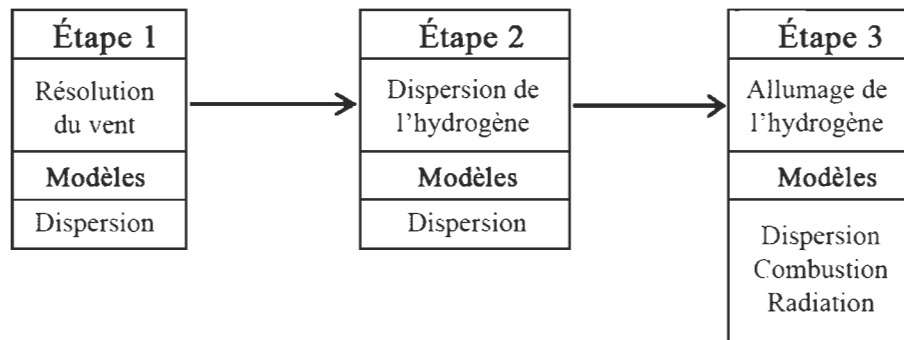 Étape 1
Résolution
du vent
Modèles
Dispersion
Étape 2
Dispersion de
l'hydrogène
Modèles
Dispersion
Étape 3
Allumage de
l'hydrogène
Modèles
Dispersion
Combustion
Radiation